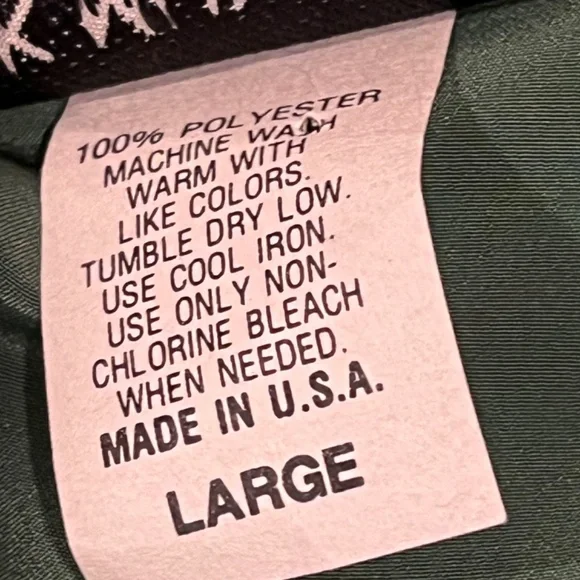 100% POLYESTER
MACHINE WASH
WARM WITH
LIKE COLORS.
TUMBLE DRY LOW.
USE COOL IRON.
USE ONLY NON-
CHLORINE BLEACH
WHEN NEEDED.
MADE IN U.S.A.
LARGE